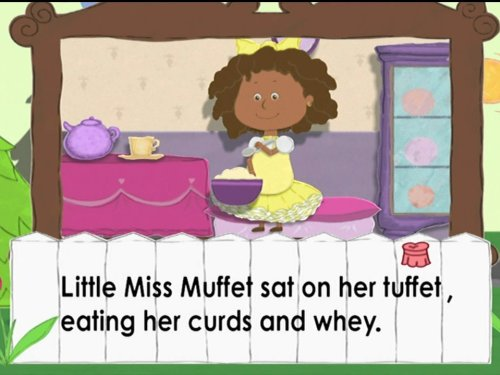 Little Miss Muffet sat on her tuffet,
eating her curds and whey.